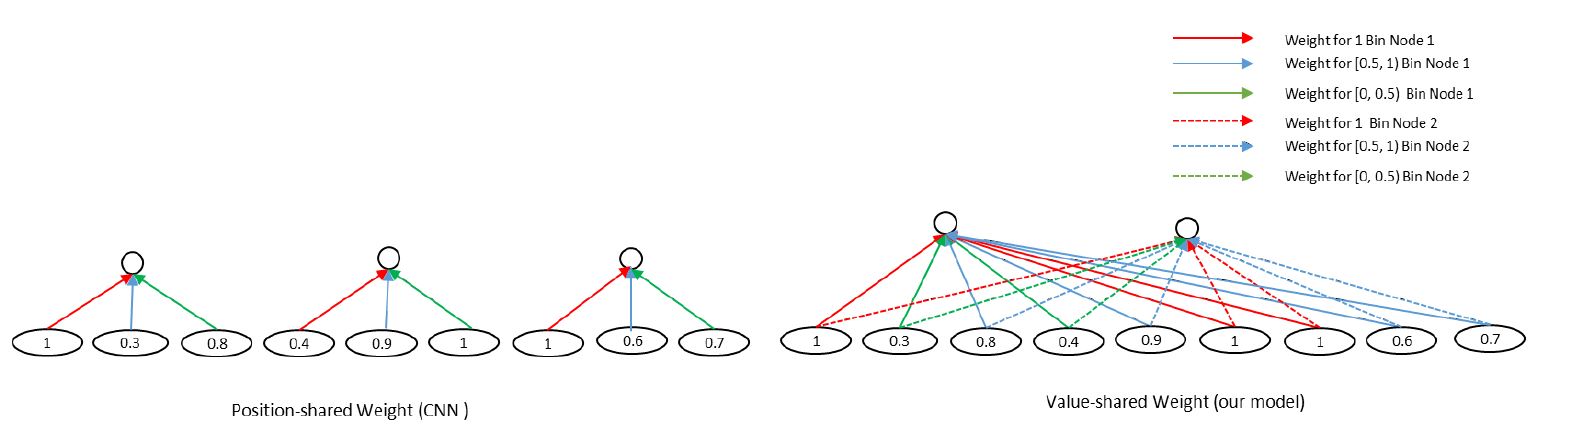 Weight for 1 Bin Node 1
Weight for [0.5, 1) Bin Node 1
Weight for [0, 0.5) Bin Node 1
Weight for 1 Bin Node 2
Weight for [0.5, 1) Bin Node 2
Weight for [0, 0.5) Bin Node 2
1 0.3 0.8 0.4 0.9 1 1 0.6 0.7
1 0.3 0.8 0.4 0.9 1 1 0.6 0.7
Position-shared Weight (CNN )
Value-shared Weight (our model)